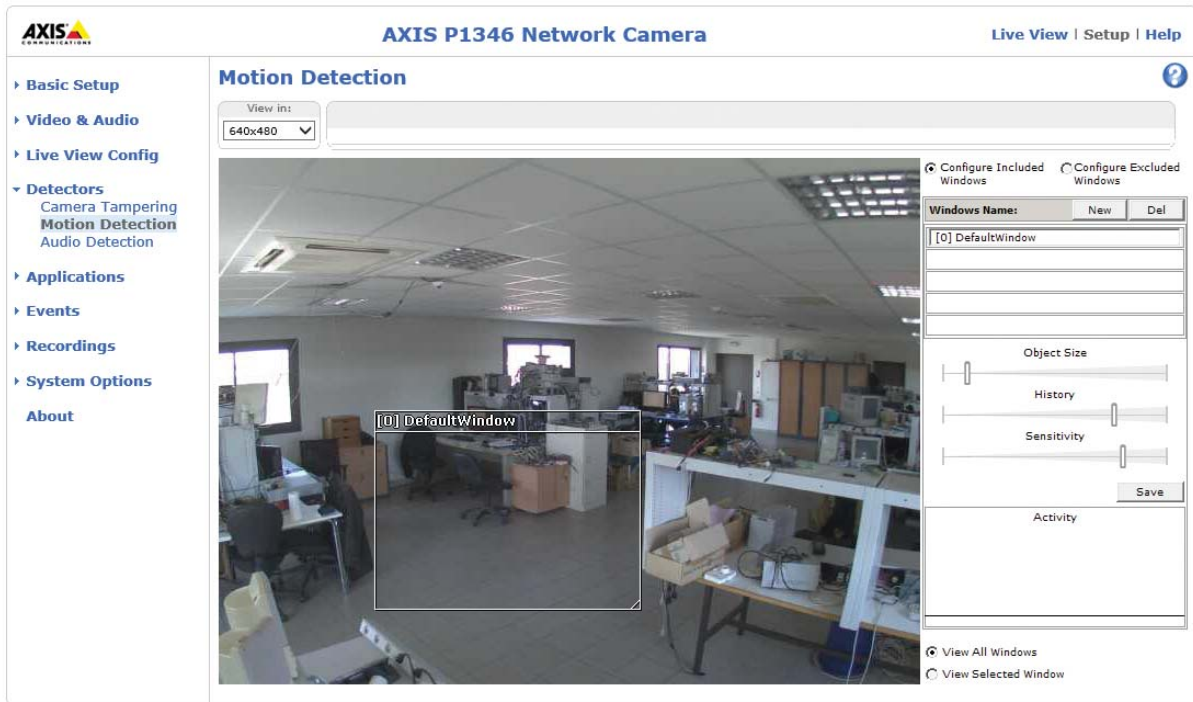 AXIS
COMMUNICATIONS
AXIS P1346 Network Camera
Live View | Setup | Help
Basic Setup
Video & Audio
Live View Config
Detectors
Camera Tampering
Motion Detection
Audio Detection
Applications
Events
Recordings
System Options
About
Motion Detection
?
View in:
640x480
[0] DefaultWindow
Configure Included Windows
Configure Excluded Windows
Windows Name:
New
Del
[0] DefaultWindow
Object Size
History
Sensitivity
Save
Activity
View All Windows
View Selected Window